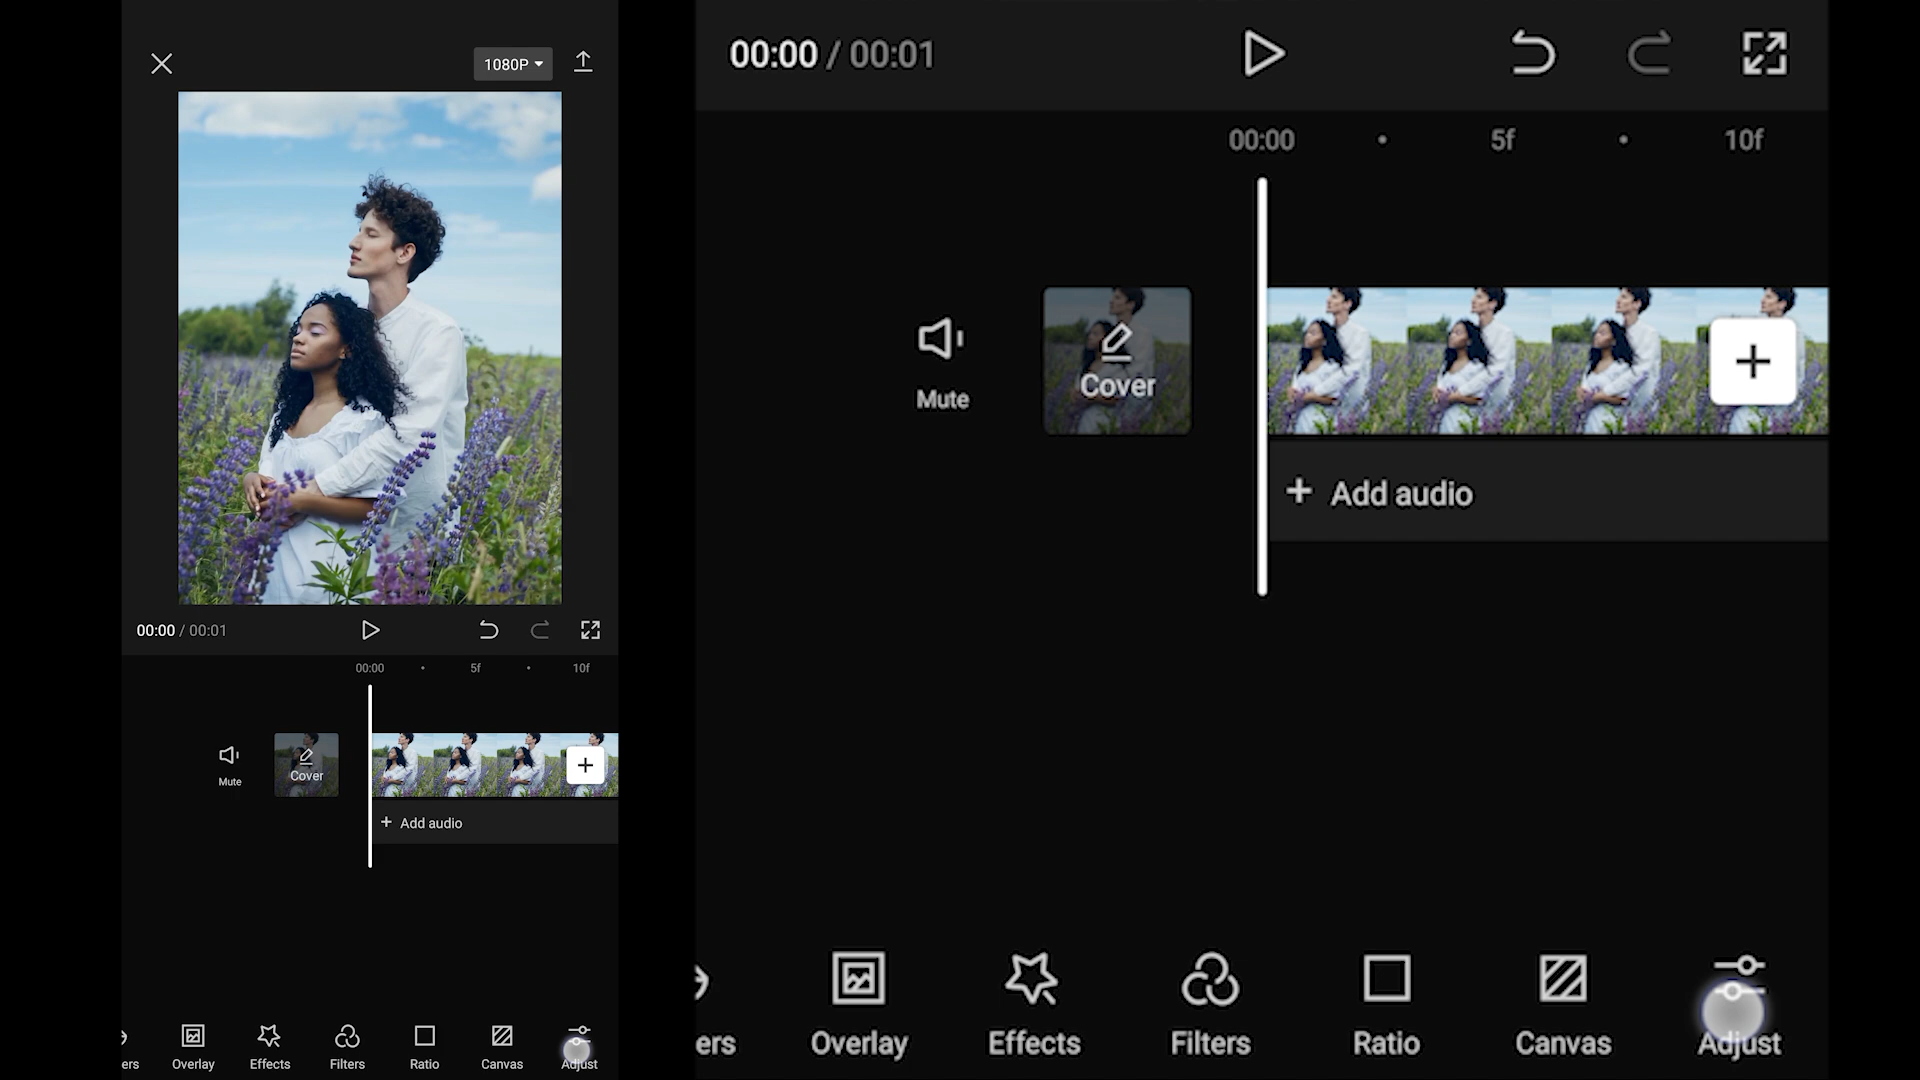 1080P
00:00 / 00:01
00:00 5f 10f
Mute
Cover
+ Add audio
ers Overlay Effects Filters Ratio Canvas Adjust
00:00 / 00:01
00:00 5f 10f
Mute
Cover
+ Add audio
ers Overlay Effects Filters Ratio Canvas Adjust